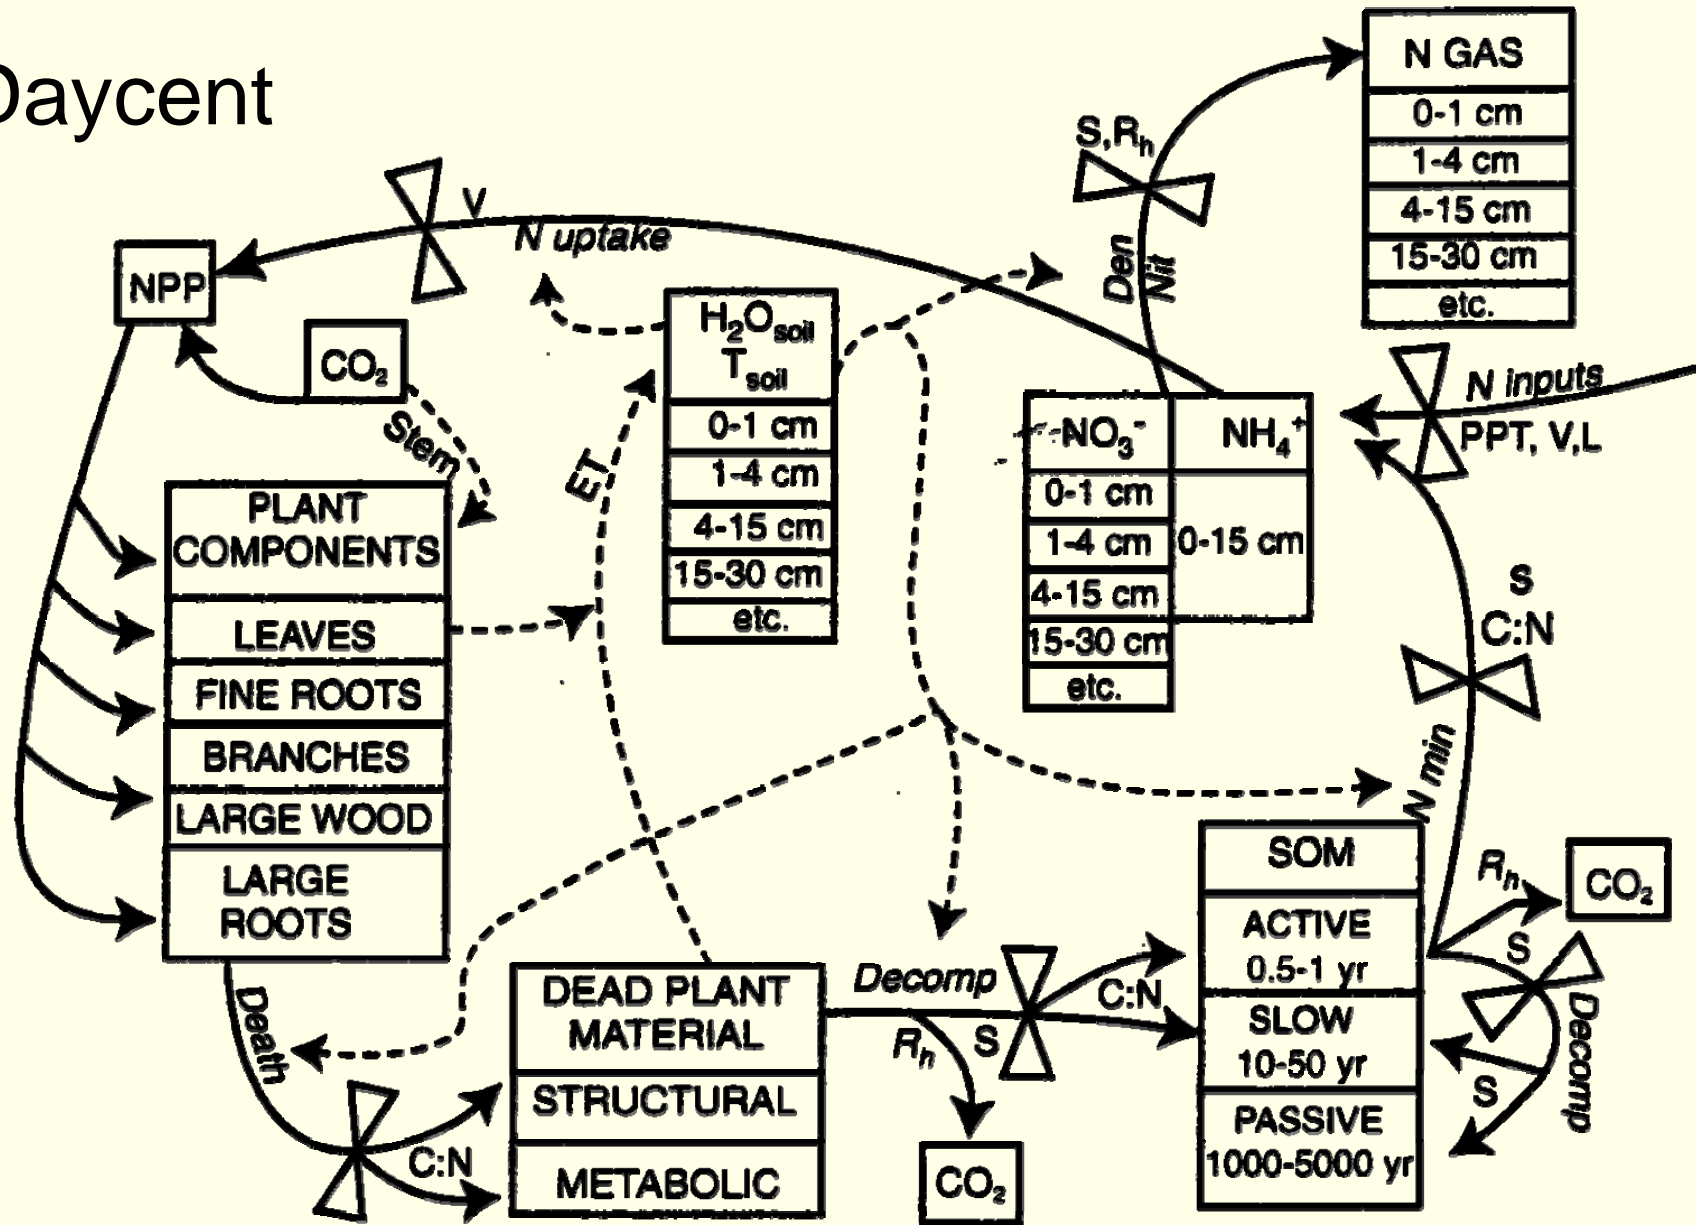 Daycent
N GAS
0-1 cm
1-4 cm
4-15 cm
15-30 cm
etc.
S,Rh
Den
Nit
V
N uptake
NPP
CO2
Stem
H2Osoil
Tsoil
0-1 cm
1-4 cm
4-15 cm
15-30 cm
etc.
ET
NO3-
0-1 cm
1-4 cm
4-15 cm
15-30 cm
etc.
NH4+
0-15 cm
N inputs
PPT, V,L
S
C:N
N min
PLANT
COMPONENTS
LEAVES
FINE ROOTS
BRANCHES
LARGE WOOD
LARGE
ROOTS
Death
C:N
DEAD PLANT
MATERIAL
STRUCTURAL
METABOLIC
Decomp
Rh
S
C:N
CO2
SOM
ACTIVE
0.5-1 yr
SLOW
10-50 yr
PASSIVE
1000-5000 yr
Rh
CO2
S
Decomp
S